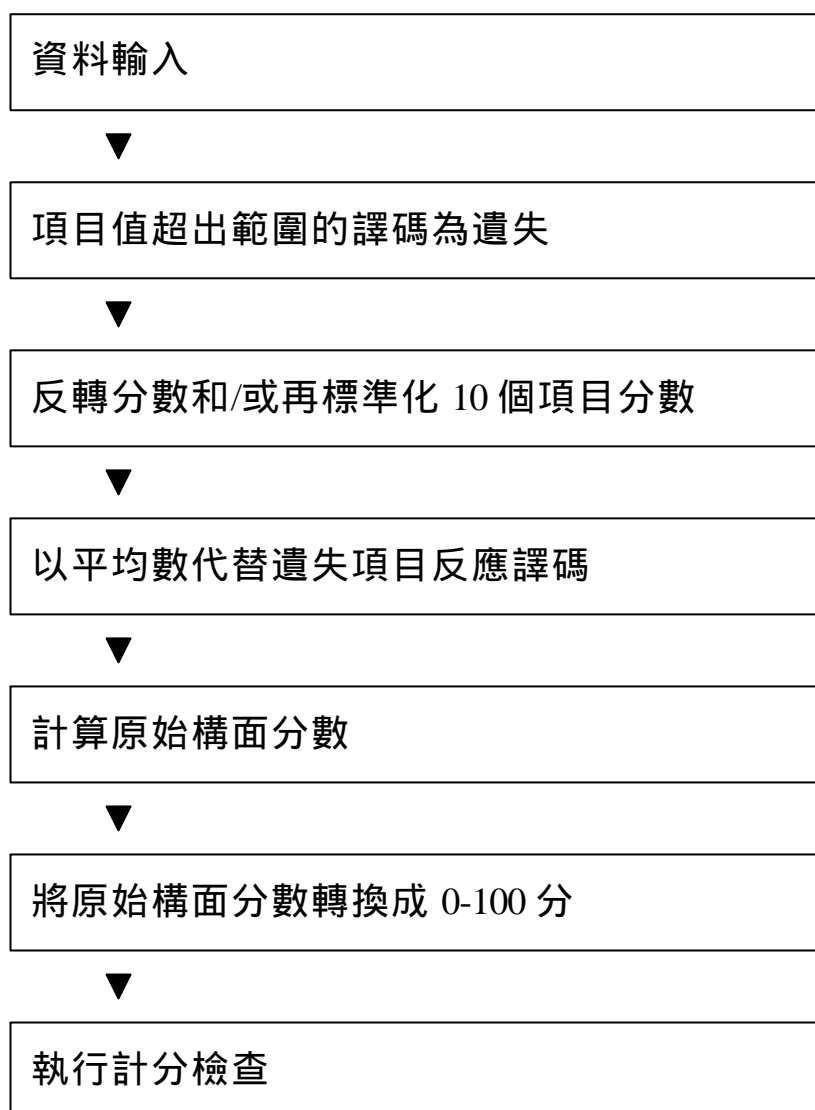 資料輸入
▼
項目值超出範圍的譯碼為遺失
▼
反轉分數和/或再標準化 10 個項目分數
▼
以平均數代替遺失項目反應譯碼
▼
計算原始構面分數
▼
將原始構面分數轉換成 0-100 分
▼
執行計分檢查